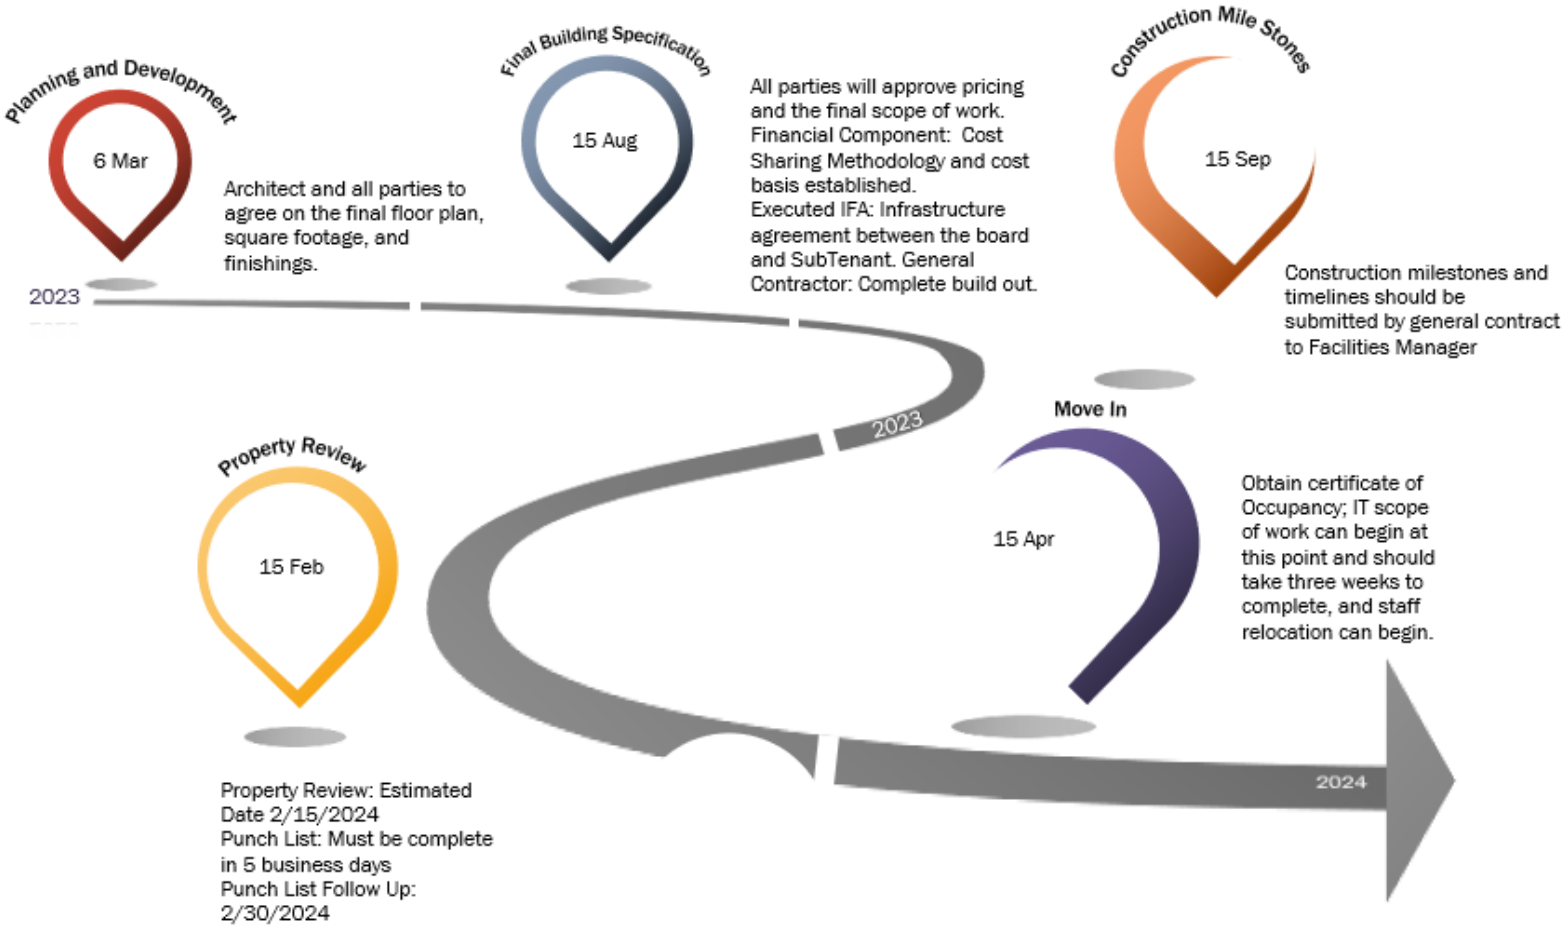 Planning and Development
6 Mar
Architect and all parties to
agree on the final floor plan,
square footage, and
finishings.
Final Building Specification
15 Aug
All parties will approve pricing
and the final scope of work.
Financial Component: Cost
Sharing Methodology and cost
basis established.
Executed IFA: Infrastructure
agreement between the board
and SubTenant. General
Contractor: Complete build out.
Construction Mile Stones
15 Sep
Construction milestones and
timelines should be
submitted by general contract
to Facilities Manager
2023
2023
Property Review
15 Feb
Property Review: Estimated
Date 2/15/2024
Punch List: Must be complete
in 5 business days
Punch List Follow Up:
2/30/2024
Move In
15 Apr
Obtain certificate of
Occupancy; IT scope
of work can begin at
this point and should
take three weeks to
complete, and staff
relocation can begin.
2024